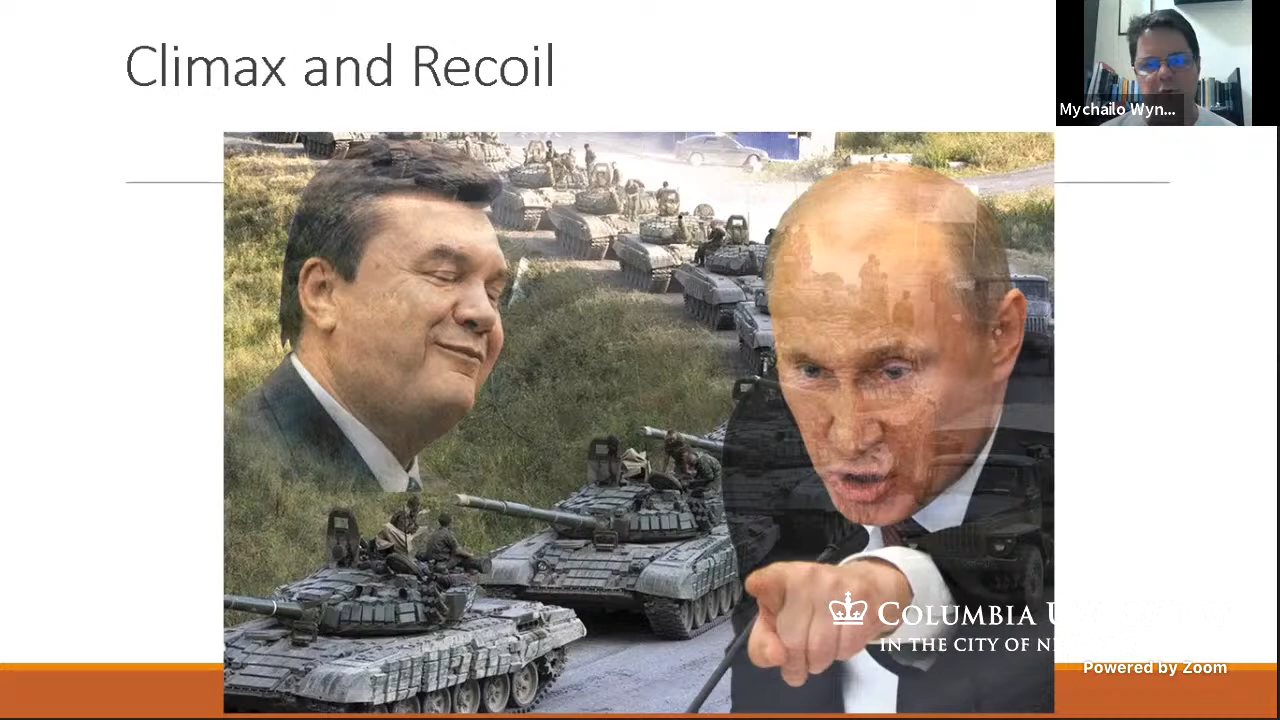 Climax and Recoil
Mychailo Wyn...
COLUMBIA
IN THE CITY OF
Powered by Zoom